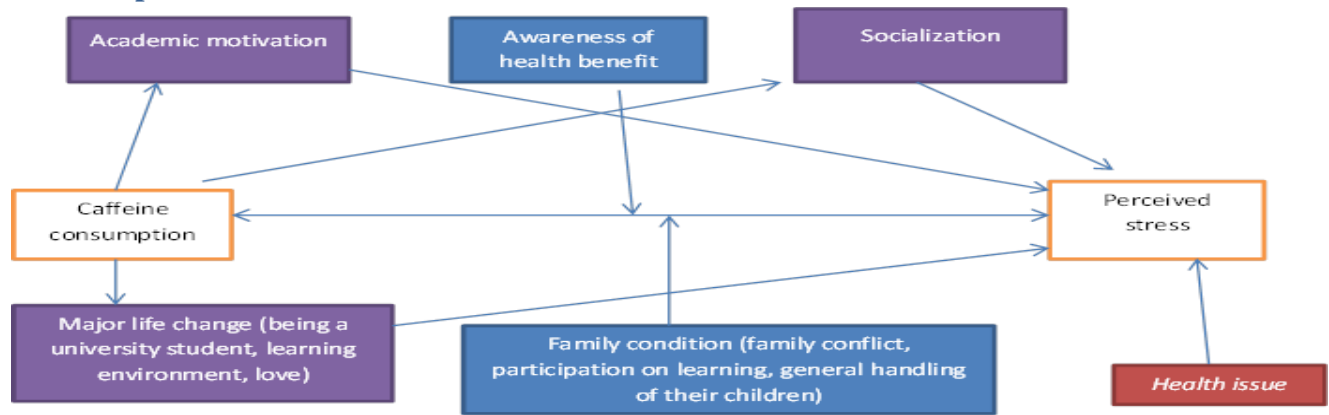 Academic motivation
Awareness of
health benefit
Socialization
Caffeine
consumption
Perceived
stress
Major life change (being a
university student, learning
environment, love)
Family condition (family conflict,
participation on learning, general handling
of their children)
Health issue